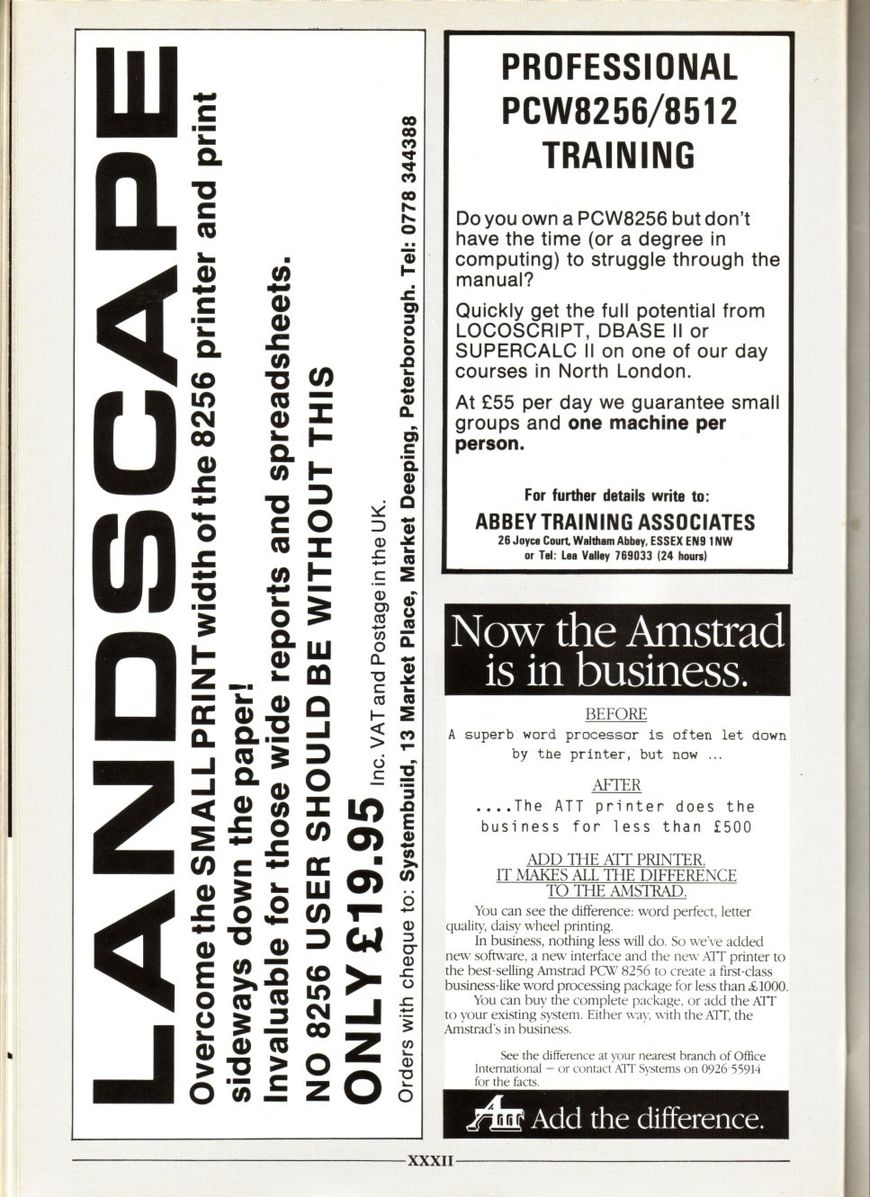 LANDSCAPE
Overcome the SMALL PRINT width of the 8256 printer and print
sideways down the paper!
Invaluable for those wide reports and spreadsheets.
NO 8256 USER SHOULD BE WITHOUT THIS
ONLY £19.95 Inc. VAT and Postage in the UK.
Orders with cheque to: Systembuild, 13 Market Place, Market Deeping, Peterborough. Tel: 0778 344388
PROFESSIONAL
PCW8256/8512
TRAINING
Do you own a PCW8256 but don't
have the time (or a degree in
computing) to struggle through the
manual?
Quickly get the full potential from
LOCOSCRIPT, DBASE II or
SUPERCALC II on one of our day
courses in North London.
At £55 per day we guarantee small
groups and one machine per
person.
For further details write to:
ABBEY TRAINING ASSOCIATES
26 Joyce Court, Waltham Abbey, ESSEX EN9 1NW
or Tel: Lea Valley 769033 (24 hours)
Now the Amstrad
is in business.
BEFORE
A superb word processor is often let down
by the printer, but now ...
AFTER
....The ATT printer does the
business for less than £500
ADD THE ATT PRINTER.
IT MAKES ALL THE DIFFERENCE
TO THE AMSTRAD.
You can see the difference: word perfect, letter
quality, daisy wheel printing.
In business, nothing less will do. So we've added
new software, a new interface and the new ATT printer to
the best-selling Amstrad PCW 8256 to create a first-class
business-like word processing package for less than £1000.
You can buy the complete package, or add the ATT
to your existing system. Either way, with the ATT, the
Amstrad's in business.
See the difference at your nearest branch of Office
International – or contact ATT Systems on 0926 55914
for the facts.
ATT Add the difference.
XXXII